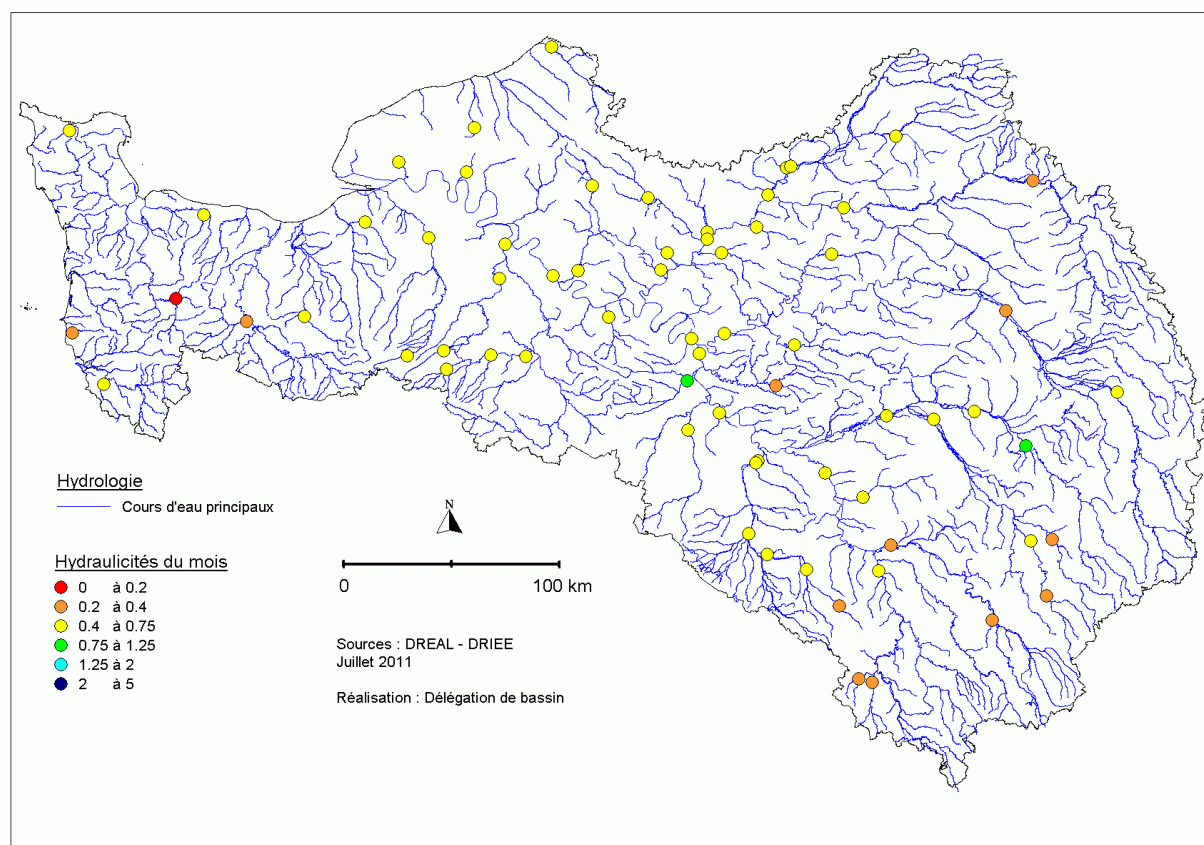 Hydrologie
Cours d'eau principaux
N
Hydraulicités du mois
0 à 0.2
0.2 à 0.4
0.4 à 0.75
0.75 à 1.25
1.25 à 2
2 à 5
0 100 km
Sources : DREAL - DRIEE
Juillet 2011
Réalisation : Délégation de bassin